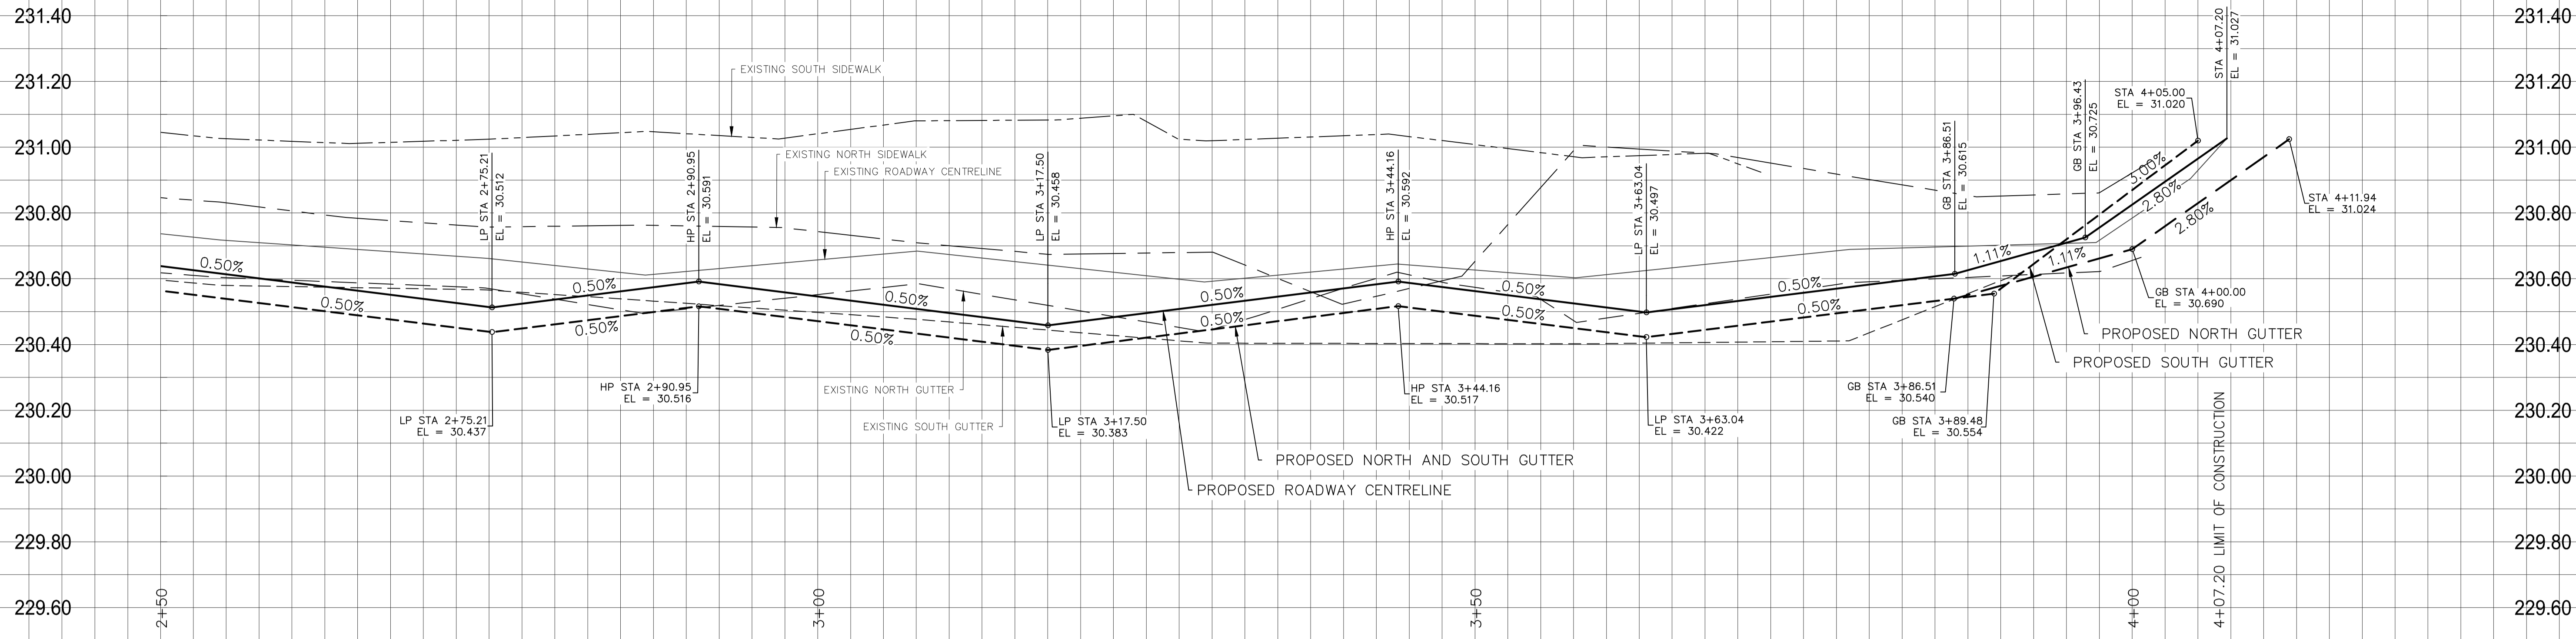 231.40
231.20
231.00
230.80
230.60
230.40
230.20
230.00
229.80
229.60
231.40
231.20
231.00
230.80
230.60
230.40
230.20
230.00
229.80
229.60
EXISTING SOUTH SIDEWALK
EXISTING NORTH SIDEWALK
EXISTING ROADWAY CENTRELINE
LP STA 2+75.21
EL = 30.512
HP STA 2+90.95
EL = 30.591
LP STA 3+17.50
EL = 30.458
HP STA 3+44.16
EL = 30.592
LP STA 3+63.04
EL = 30.497
GB STA 3+86.51
EL = 30.615
GB STA 3+96.43
EL = 30.725
STA 4+05.00
EL = 31.020
STA 4+07.20
EL = 31.027
STA 4+11.94
EL = 31.024
0.50%
0.50%
0.50%
0.50%
0.50%
0.50%
0.50%
0.50%
0.50%
0.50%
0.50%
0.50%
1.11%
1.11%
5.00%
2.80%
2.80%
GB STA 4+00.00
EL = 30.690
PROPOSED NORTH GUTTER
PROPOSED SOUTH GUTTER
EXISTING NORTH GUTTER
EXISTING SOUTH GUTTER
LP STA 2+75.21
EL = 30.437
HP STA 2+90.95
EL = 30.516
LP STA 3+17.50
EL = 30.383
HP STA 3+44.16
EL = 30.517
LP STA 3+63.04
EL = 30.422
GB STA 3+86.51
EL = 30.540
GB STA 3+89.48
EL = 30.554
PROPOSED NORTH AND SOUTH GUTTER
PROPOSED ROADWAY CENTRELINE
2+50
3+00
3+50
4+00
4+07.20 LIMIT OF CONSTRUCTION